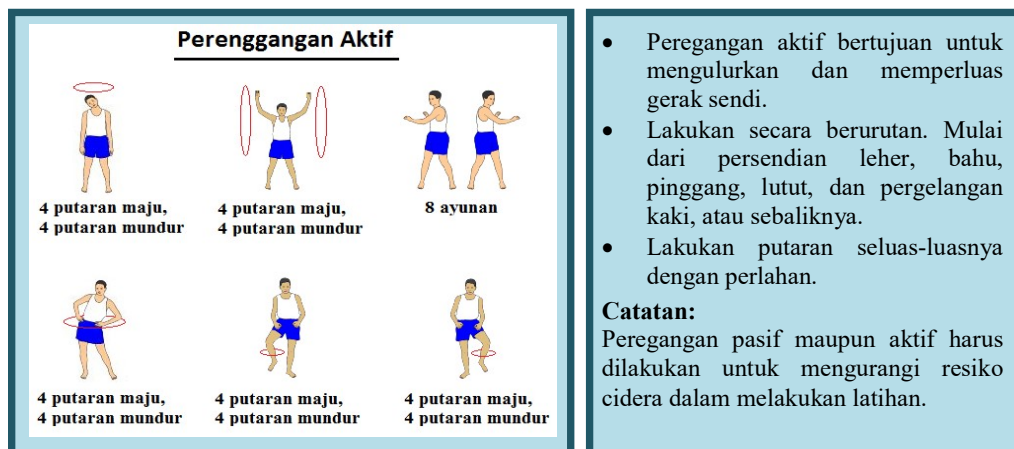 Perenggangan Aktif
4 putaran maju,
4 putaran mundur
4 putaran maju,
4 putaran mundur
8 ayunan
4 putaran maju,
4 putaran mundur
4 putaran maju,
4 putaran mundur
4 putaran maju,
4 putaran mundur
• Peregangan aktif bertujuan untuk
mengulurkan dan memperluas
gerak sendi.
• Lakukan secara berurutan. Mulai
dari persendian leher, bahu,
pinggang, lutut, dan pergelangan
kaki, atau sebaliknya.
• Lakukan putaran seluas-luasnya
dengan perlahan.
Catatan:
Peregangan pasif maupun aktif harus
dilakukan untuk mengurangi resiko
cidera dalam melakukan latihan.